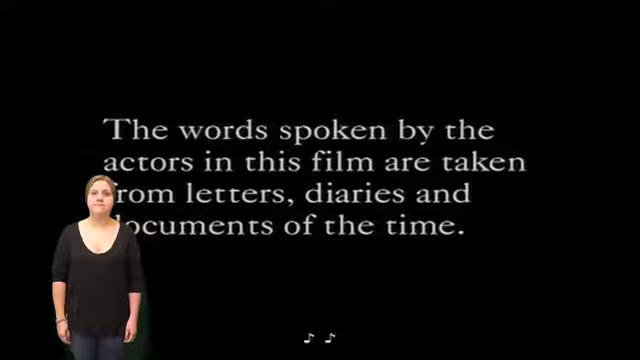 The words spoken by the
actors in this film are taken
from letters, diaries and
documents of the time.
♪ ♪